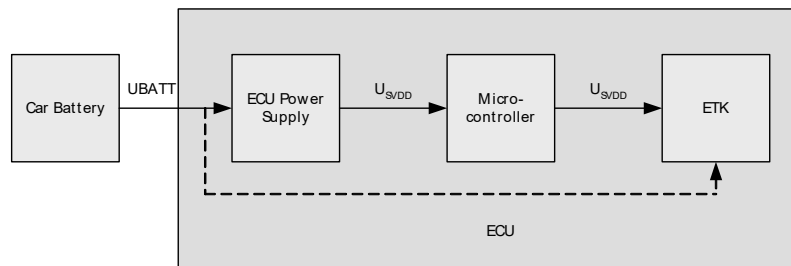 Car Battery
UBATT
ECU Power
Supply
USVDD
Micro-
controller
USVDD
ETK
ECU